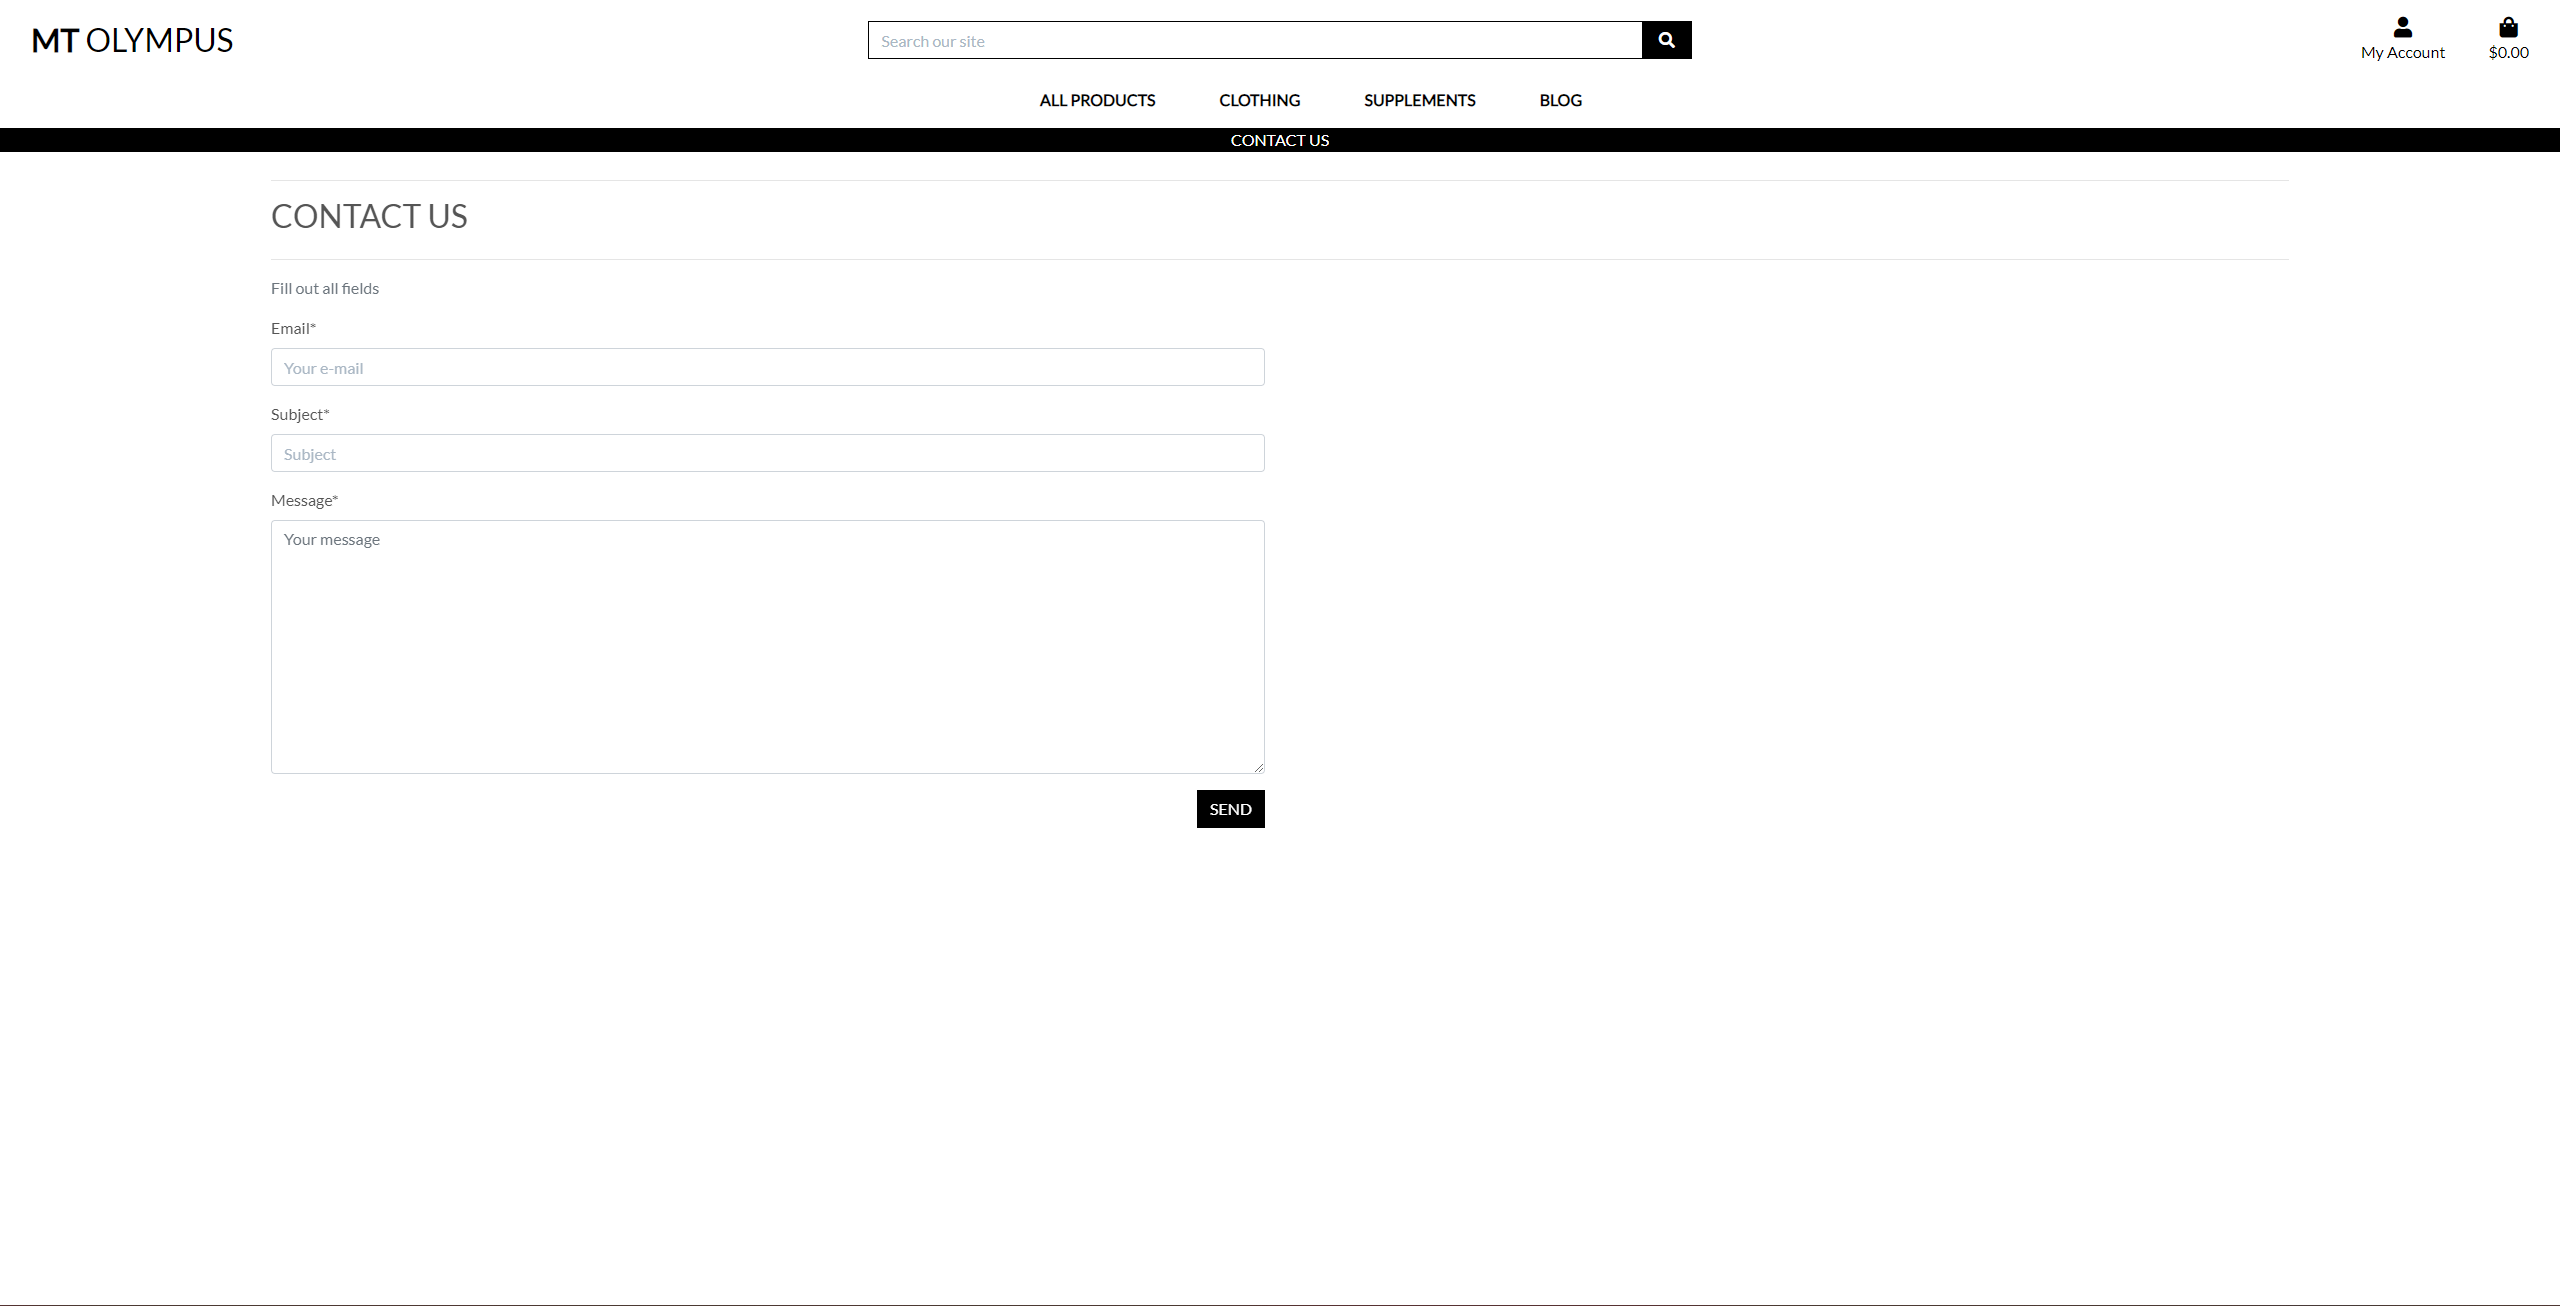 MT OLYMPUS
Search our site
My Account
$0.00
ALL PRODUCTS CLOTHING SUPPLEMENTS BLOG
CONTACT US
CONTACT US
Fill out all fields
Email*
Your e-mail
Subject*
Subject
Message*
Your message
SEND